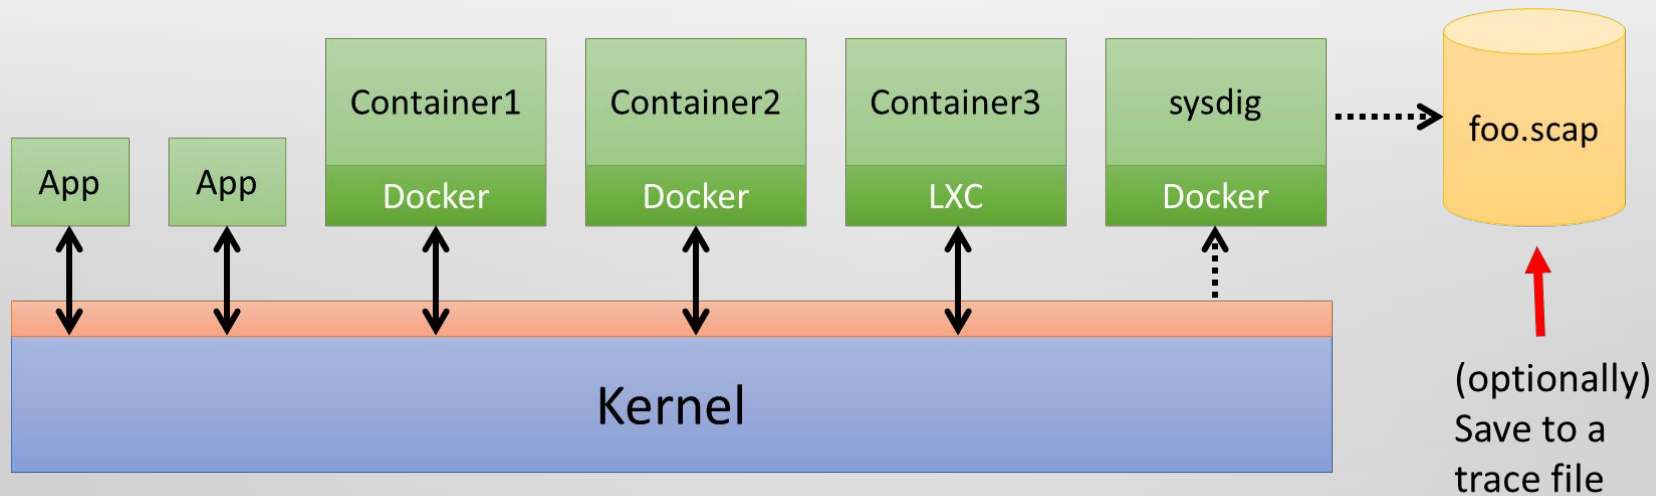 App
App
Container1
Docker
Container2
Docker
Container3
LXC
sysdig
Docker
foo.scap
Kernel
(optionally)
Save to a
trace file